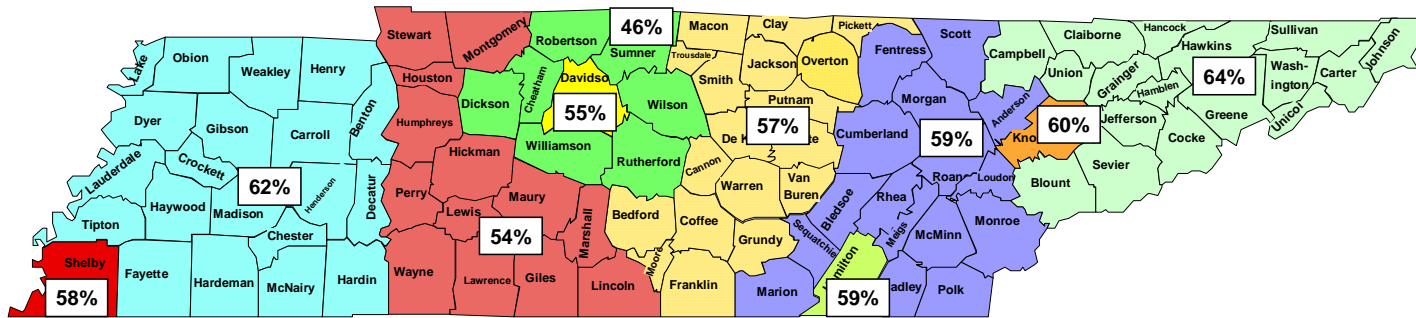 Lake
Obion
Weakley
Henry
Stewart
Montgomery
Robertson
46%
Sumner
Macon
Clay
Pickett
Trousdale
Houston
Dickson
Cheatham
Davidso
55%
Wilson
Smith
Jackson
Overton
Putnam
Fentress
Scott
Campbell
Claiborne
Hancock
Hawkins
Sullivan
Johnson
Union
Grainger
Hamblen
64%
Wash-
ington
Carter
Unicoi
Greene
Dyer
Gibson
Carroll
Benton
Humphreys
Hickman
Williamson
Rutherford
Cannon
De K
57%
Warren
Van
Buren
Cumberland
Morgan
59%
Anderson
Kno
60%
Jefferson
Cocke
Sevier
Blount
Lauderdale
Crockett
62%
Haywood
Madison
Henderson
Decatur
Perry
Lewis
Maury
Marshall
54%
Bedford
Coffee
Moore
Grundy
Sequatchie
Bledsoe
Rhea
Roane
Loudon
Meigs
McMinn
Monroe
Tipton
Shelby
58%
Fayette
Hardeman
Chester
McNairy
Hardin
Wayne
Lawrence
Giles
Lincoln
Franklin
Marion
milton
59%
adley
Polk